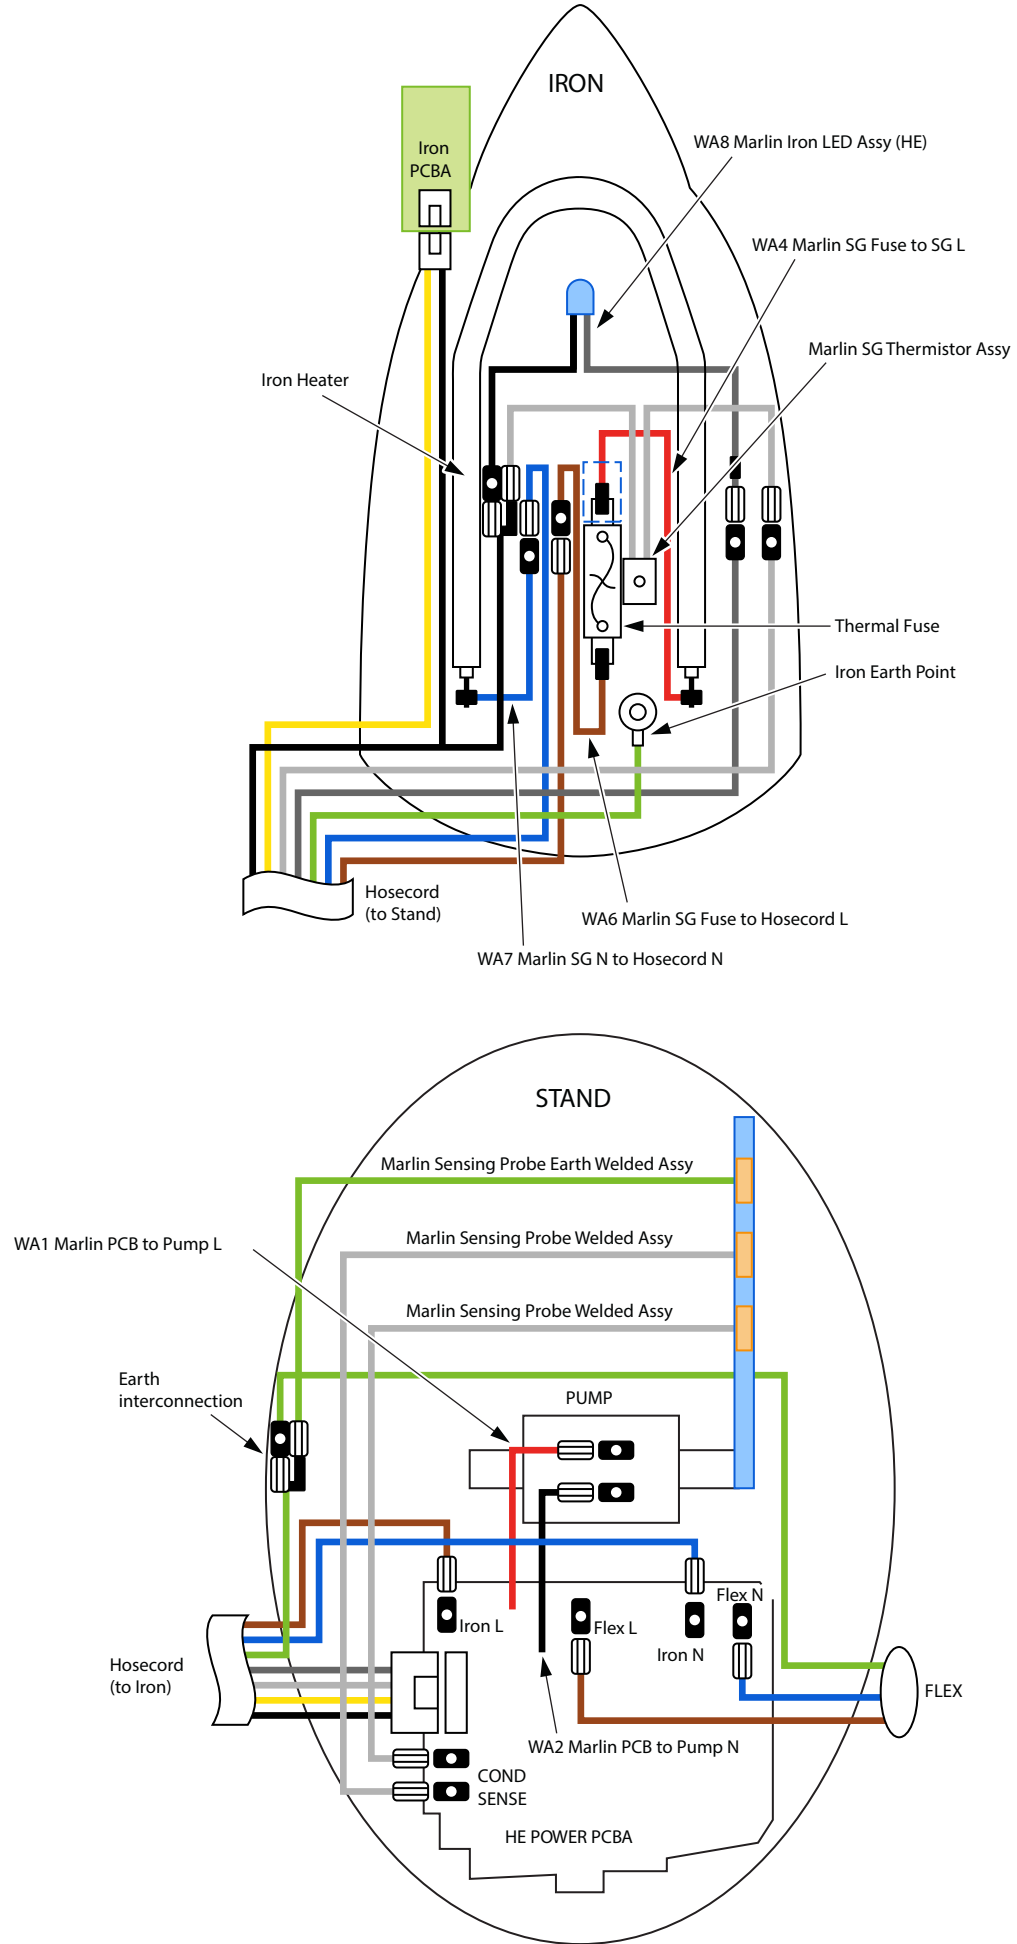 IRON
Iron
PCBA
WA8 Marlin Iron LED Assy (HE)
WA4 Marlin SG Fuse to SG L
Marlin SG Thermistor Assy
Iron Heater
Thermal Fuse
Iron Earth Point
Hosecord
(to Stand)
WA6 Marlin SG Fuse to Hosecord L
WA7 Marlin SG N to Hosecord N
STAND
Marlin Sensing Probe Earth Welded Assy
WA1 Marlin PCB to Pump L
Marlin Sensing Probe Welded Assy
Marlin Sensing Probe Welded Assy
Earth
interconnection
PUMP
Flex N
Iron L
Flex L
Iron N
Hosecord
(to Iron)
FLEX
WA2 Marlin PCB to Pump N
COND
SENSE
HE POWER PCBA